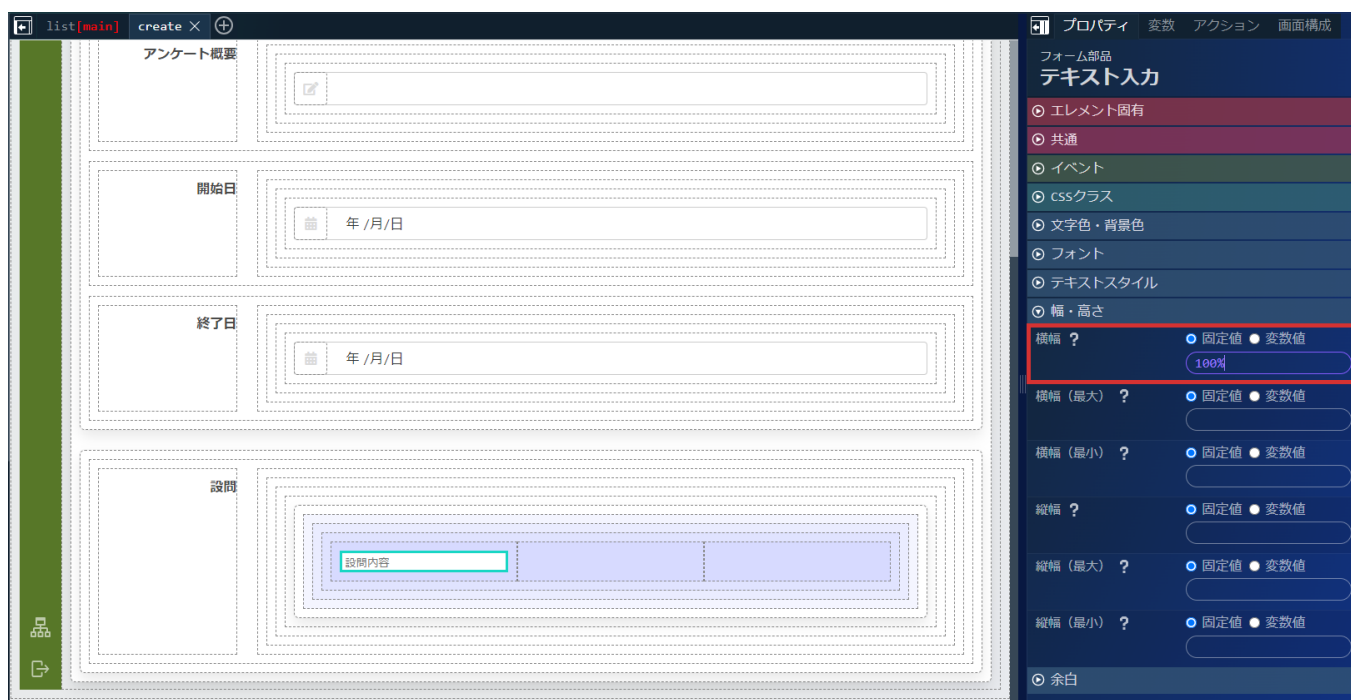 list[main] create ×
アンケート概要
開始日
年 /月/日
終了日
年 /月/日
設問
設問内容
プロパティ 変数 アクション 画面構成
フォーム部品
テキスト入力
エレメント固有
共通
イベント
cssクラス
文字色・背景色
フォント
テキストスタイル
幅・高さ
横幅 ? 固定値 変数値
100%
横幅（最大） ? 固定値 変数値
横幅（最小） ? 固定値 変数値
縦幅 ? 固定値 変数値
縦幅（最大） ? 固定値 変数値
縦幅（最小） ? 固定値 変数値
余白